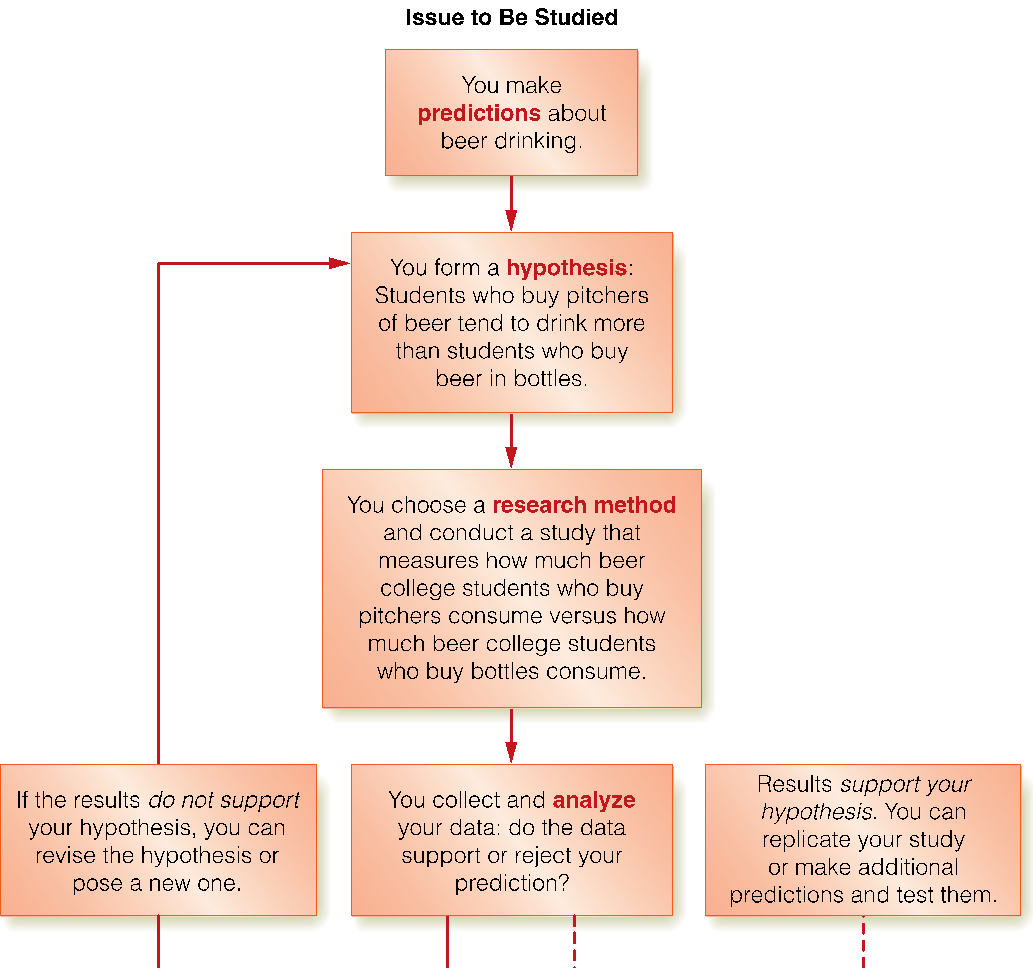 Issue to Be Studied
You make
predictions about
beer drinking.
You form a hypothesis:
Students who buy pitchers
of beer tend to drink more
than students who buy
beer in bottles.
You choose a research method
and conduct a study that
measures how much beer
college students who buy
pitchers consume versus how
much beer college students
who buy bottles consume.
If the results do not support
your hypothesis, you can
revise the hypothesis or
pose a new one.
You collect and analyze
your data: do the data
support or reject your
prediction?
Results support your
hypothesis. You can
replicate your study
or make additional
predictions and test them.